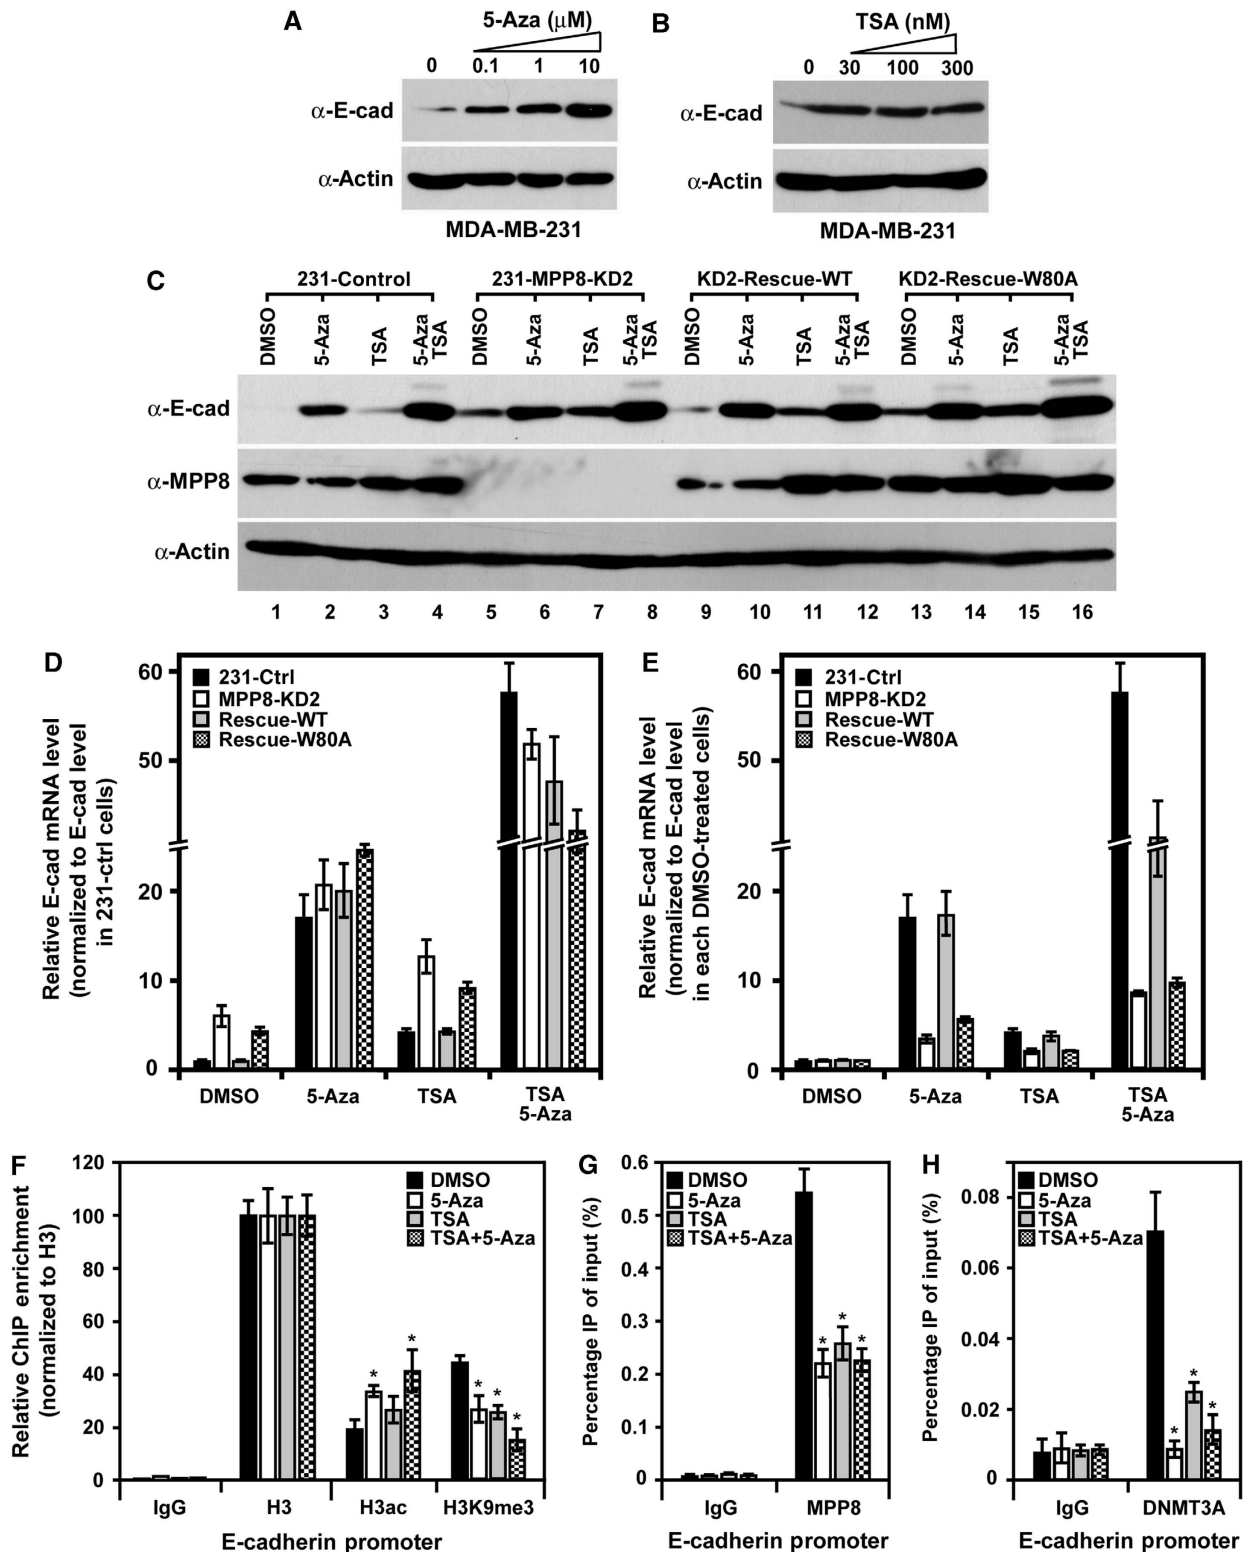 A
5-Aza (μM)
0 0.1 1 10
α-E-cad
α-Actin
MDA-MB-231
B
TSA (nM)
0 30 100 300
α-E-cad
α-Actin
MDA-MB-231
C
231-Control 231-MPP8-KD2 KD2-Rescue-WT KD2-Rescue-W80A
DMSO 5-Aza TSA 5-Aza TSA DMSO 5-Aza TSA 5-Aza TSA DMSO 5-Aza TSA 5-Aza TSA DMSO 5-Aza TSA 5-Aza TSA
α-E-cad
α-MPP8
α-Actin
1 2 3 4 5 6 7 8 9 10 11 12 13 14 15 16
D
Relative E-cad mRNA level
(normalized to E-cad level
in 231-ctrl cells)
60
50
20
10
0
231-Ctrl
MPP8-KD2
Rescue-WT
Rescue-W80A
DMSO 5-Aza TSA TSA
5-Aza
E
Relative E-cad mRNA level
(normalized to E-cad level
in each DMSO-treated cells)
60
50
20
10
0
231-Ctrl
MPP8-KD2
Rescue-WT
Rescue-W80A
DMSO 5-Aza TSA TSA
5-Aza
F
Relative ChIP enrichment
(normalized to H3)
120
100
80
60
40
20
0
DMSO
5-Aza
TSA
TSA+5-Aza
* * * * *
IgG H3 H3ac H3K9me3
E-cadherin promoter
G
Percentage IP of input (%)
0.6
0.5
0.4
0.3
0.2
0.1
0
DMSO
5-Aza
TSA
TSA+5-Aza
* * *
IgG MPP8
E-cadherin promoter
H
Percentage IP of input (%)
0.08
0.06
0.04
0.02
0
DMSO
5-Aza
TSA
TSA+5-Aza
* * *
IgG DNMT3A
E-cadherin promoter